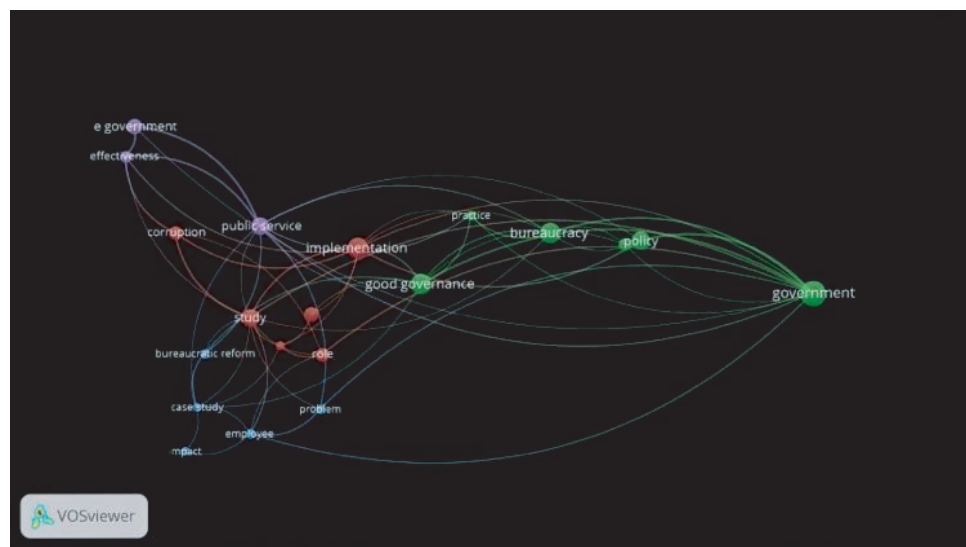 e government
effectiveness
public service
corruption
practice
implementation
bureaucracy
policy
good governance
government
study
bureaucratic reform
role
case study
problem
employee
mpact
VOSviewer